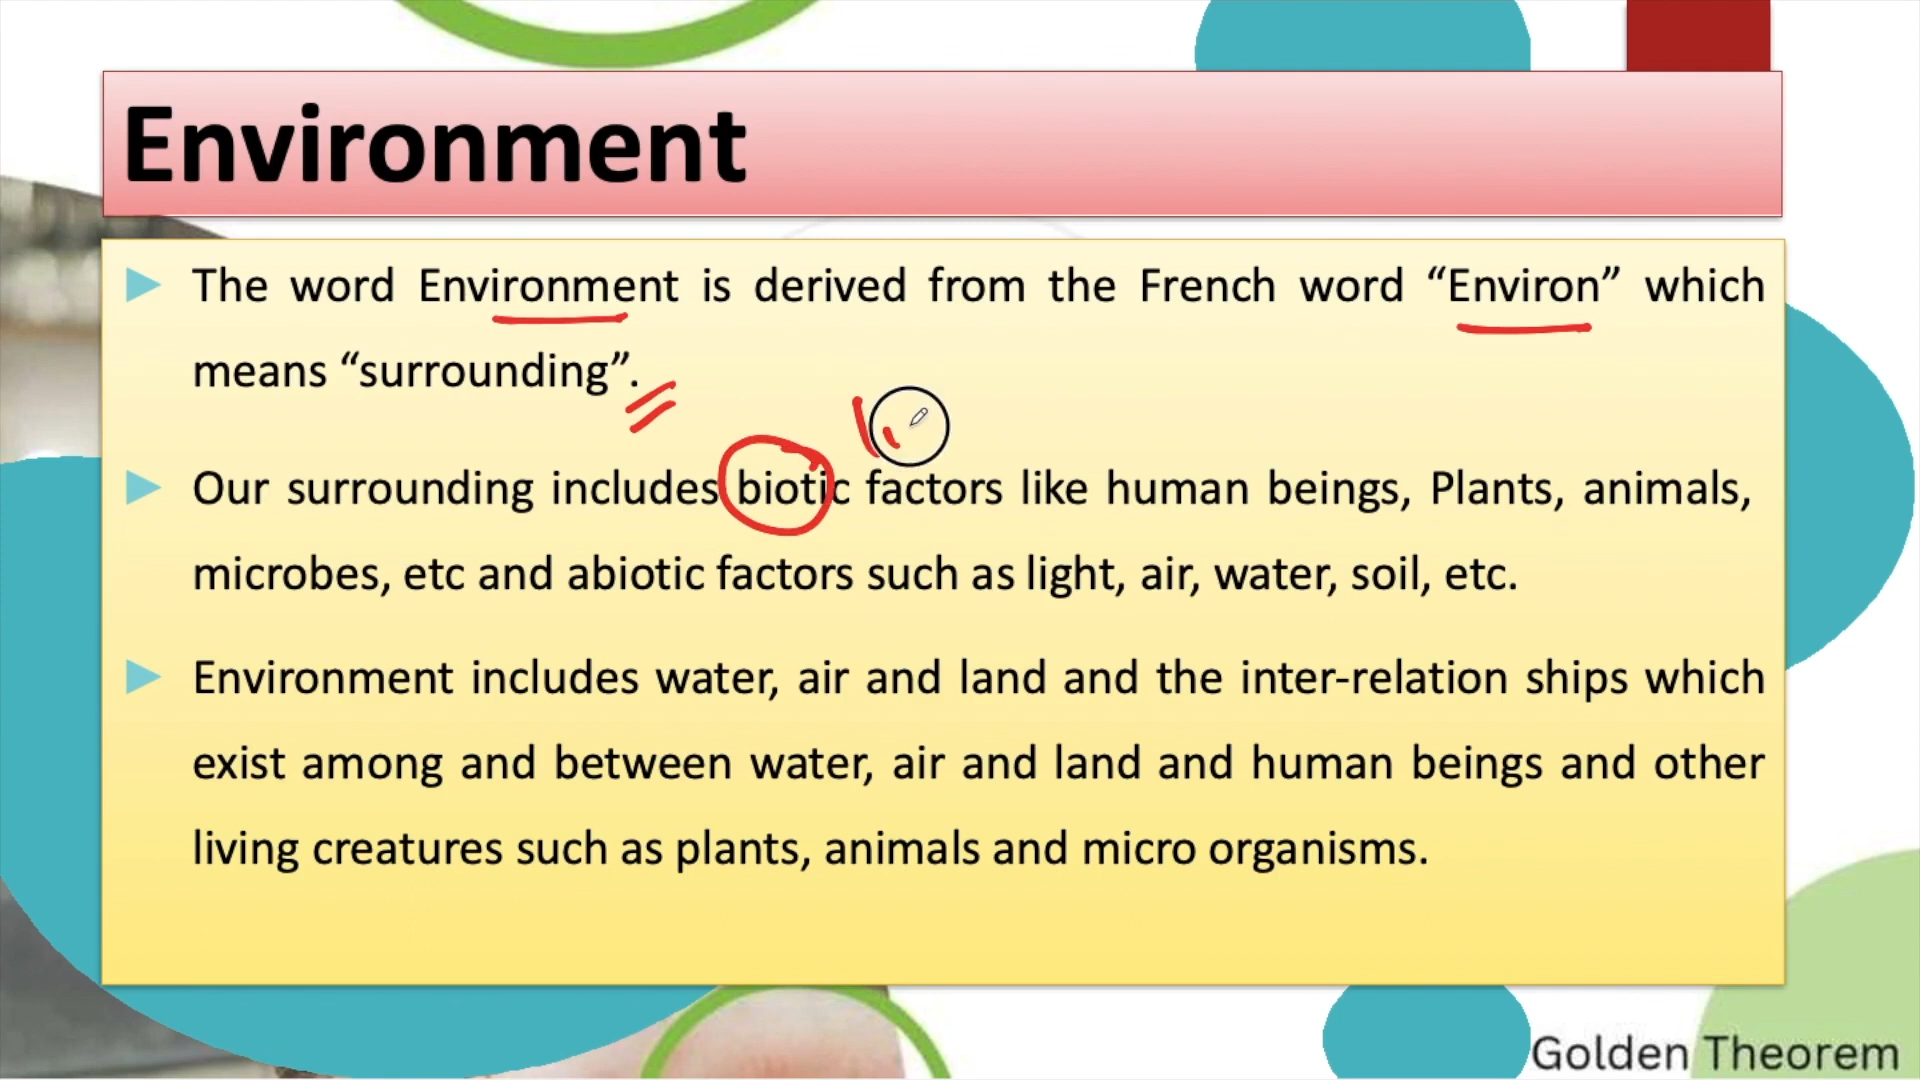 Environment
The word Environment is derived from the French word “Environ” which
means “surrounding”.
Our surrounding includes biotic factors like human beings, Plants, animals,
microbes, etc and abiotic factors such as light, air, water, soil, etc.
Environment includes water, air and land and the inter-relation ships which
exist among and between water, air and land and human beings and other
living creatures such as plants, animals and micro organisms.
Golden Theorem